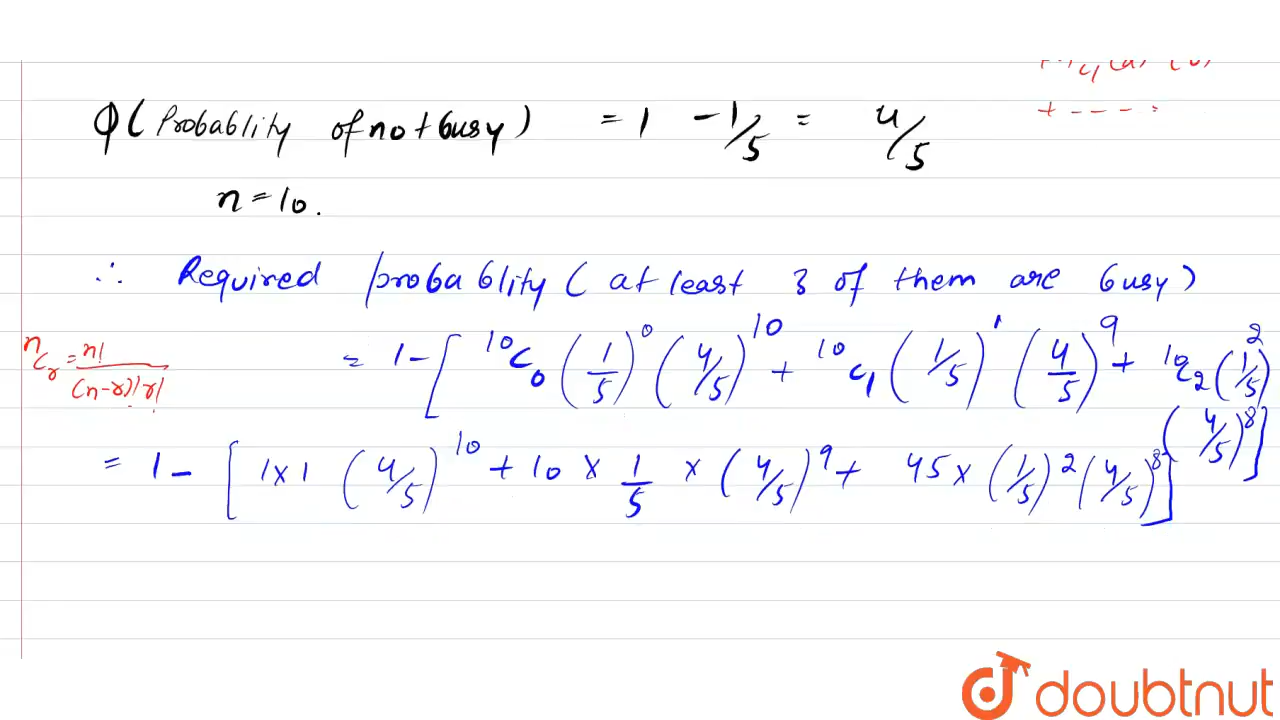 + - - - -
Q( Probablity of not busy ) = 1 - 1/5 = 4/5
n = 10.
∴ Required probablity ( at least 3 of them are busy )
ⁿCᵣ = n! / (n-r)! r!
= 1 - [ ¹⁰C₀ (1/5)⁰ (4/5)¹⁰ + ¹⁰C₁ (1/5)¹ (4/5)⁹ + ¹⁰C₂ (1/5)² (4/5)⁸ ]
= 1 - [ 1×1 (4/5)¹⁰ + 10 × 1/5 × (4/5)⁹ + 45 × (1/5)² (4/5)⁸ ]
doubtnut